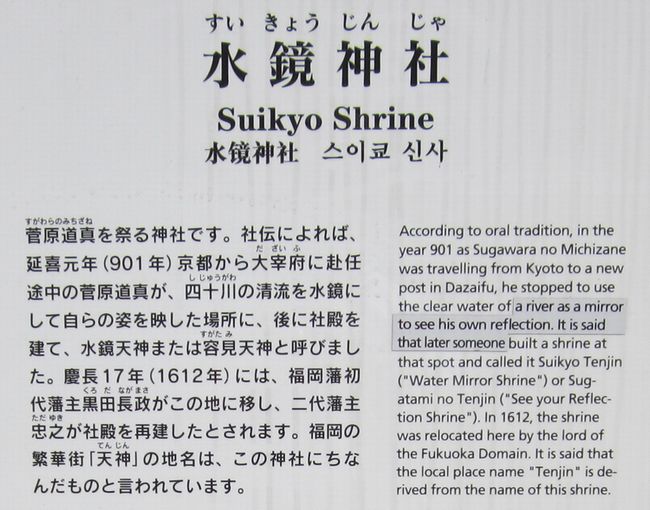 すいきょうじんじゃ
水鏡神社
Suikyo Shrine
水镜神社 스이쿄 신사
すがわらのみちざね
菅原道真を祭る神社です。社伝によれば、
だざいふ
延喜元年(901年)京都から大宰府に赴任
しじゅうがわ
途中の菅原道真が、四十川の清流を水鏡に
すがたみ
して自らの姿を映した場所に、後に社殿を
建て、水鏡天神または容見天神と呼びまし
た。慶長17年(1612年)には、福岡藩初
くろだながまさ
代藩主黒田長政がこの地に移し、二代藩主
ただゆき
忠之が社殿を再建したとされます。福岡の
てんじん
繁華街「天神」の地名は、この神社にちな
んだものと言われています。
According to oral tradition, in the
year 901 as Sugawara no Michizane
was travelling from Kyoto to a new
post in Dazaifu, he stopped to use
the clear water of a river as a mirror
to see his own reflection. It is said
that later someone built a shrine at
that spot and called it Suikyo Tenjin
("Water Mirror Shrine") or Sug-
atami no Tenjin ("See your Reflec-
tion Shrine"). In 1612, the shrine
was relocated here by the lord of
the Fukuoka Domain. It is said that
the local place name "Tenjin" is de-
rived from the name of this shrine.